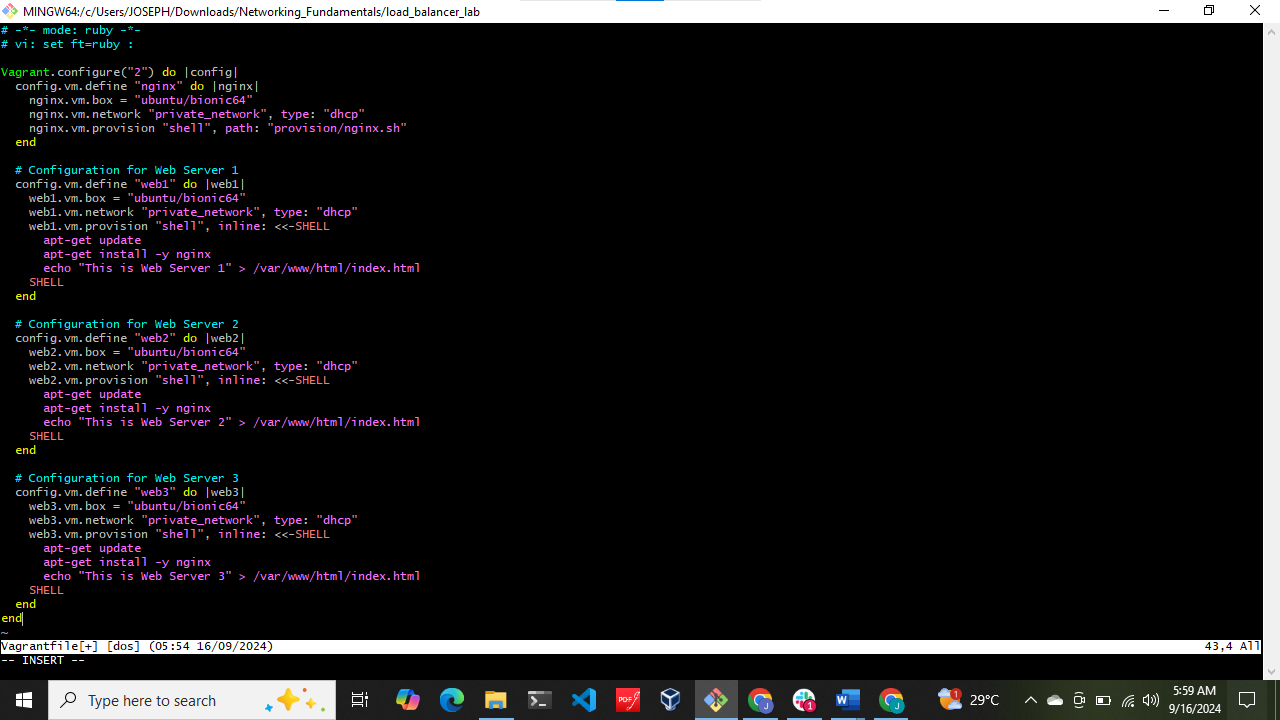 MINGW64:/c/Users/JOSEPH/Downloads/Networking_Fundamentals/load_balancer_lab
# -*- mode: ruby -*-
# vi: set ft=ruby :
Vagrant.configure("2") do |config|
  config.vm.define "nginx" do |nginx|
    nginx.vm.box = "ubuntu/bionic64"
    nginx.vm.network "private_network", type: "dhcp"
    nginx.vm.provision "shell", path: "provision/nginx.sh"
  end
  # Configuration for Web Server 1
  config.vm.define "web1" do |web1|
    web1.vm.box = "ubuntu/bionic64"
    web1.vm.network "private_network", type: "dhcp"
    web1.vm.provision "shell", inline: <<-SHELL
      apt-get update
      apt-get install -y nginx
      echo "This is Web Server 1" > /var/www/html/index.html
    SHELL
  end
  # Configuration for Web Server 2
  config.vm.define "web2" do |web2|
    web2.vm.box = "ubuntu/bionic64"
    web2.vm.network "private_network", type: "dhcp"
    web2.vm.provision "shell", inline: <<-SHELL
      apt-get update
      apt-get install -y nginx
      echo "This is Web Server 2" > /var/www/html/index.html
    SHELL
  end
  # Configuration for Web Server 3
  config.vm.define "web3" do |web3|
    web3.vm.box = "ubuntu/bionic64"
    web3.vm.network "private_network", type: "dhcp"
    web3.vm.provision "shell", inline: <<-SHELL
      apt-get update
      apt-get install -y nginx
      echo "This is Web Server 3" > /var/www/html/index.html
    SHELL
  end
end
~
Vagrantfile[+] [dos] (05:54 16/09/2024) 43,4 All
-- INSERT --
Type here to search
PDF
J
1
W
J
1
29°C
5:59 AM
9/16/2024